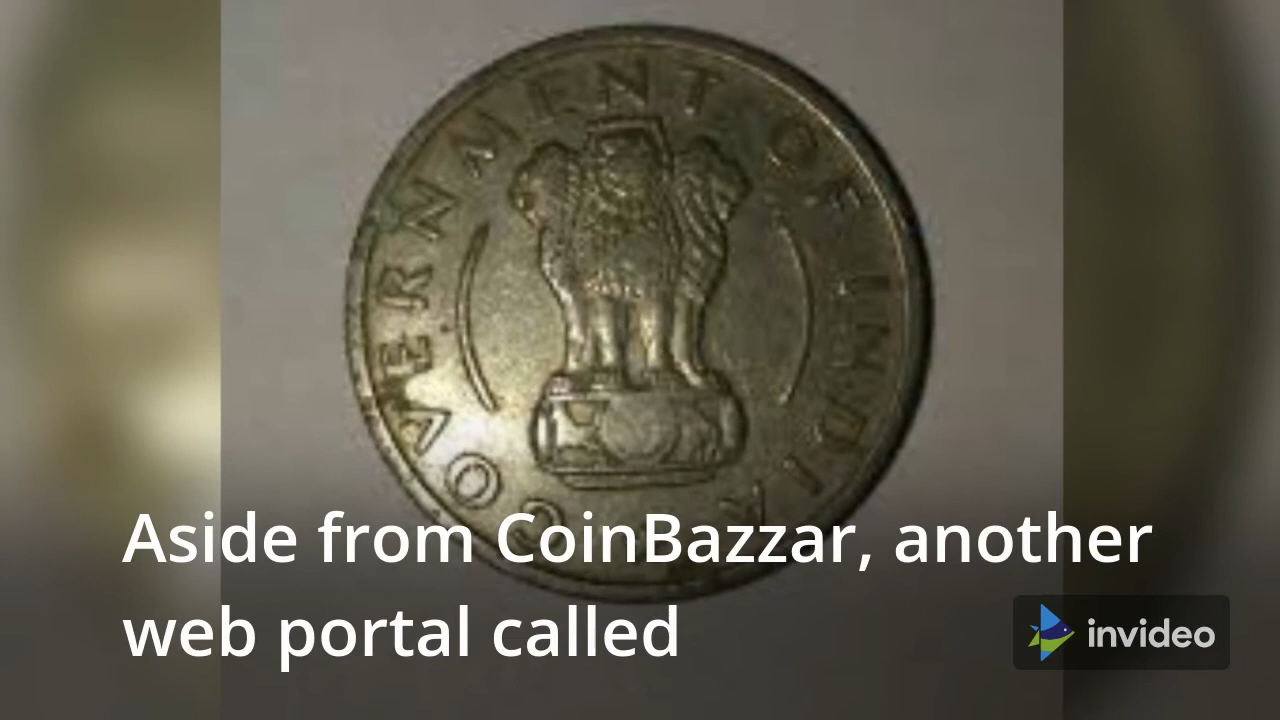 GOVERNMENT OF INDIA
Aside from CoinBazzar, another
web portal called
invideo